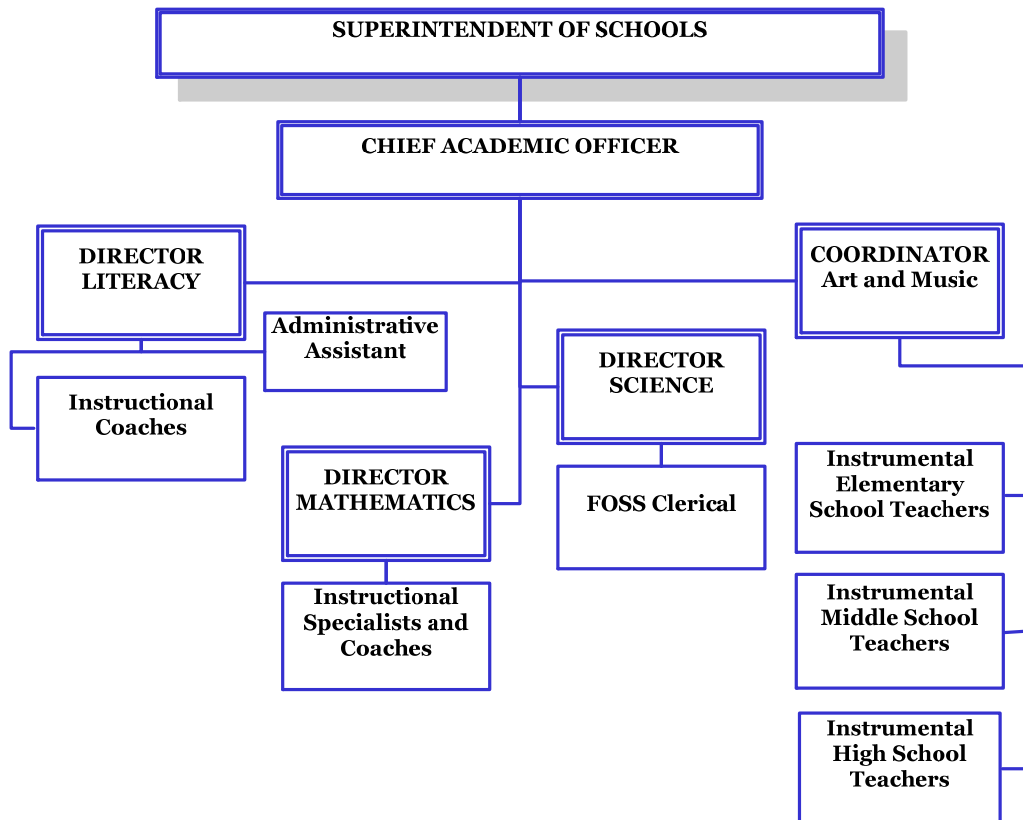 SUPERINTENDENT OF SCHOOLS
CHIEF ACADEMIC OFFICER
DIRECTOR
LITERACY
COORDINATOR
Art and Music
Administrative
Assistant
DIRECTOR
SCIENCE
Instructional
Coaches
DIRECTOR
MATHEMATICS
FOSS Clerical
Instrumental
Elementary
School Teachers
Instructional
Specialists and
Coaches
Instrumental
Middle School
Teachers
Instrumental
High School
Teachers